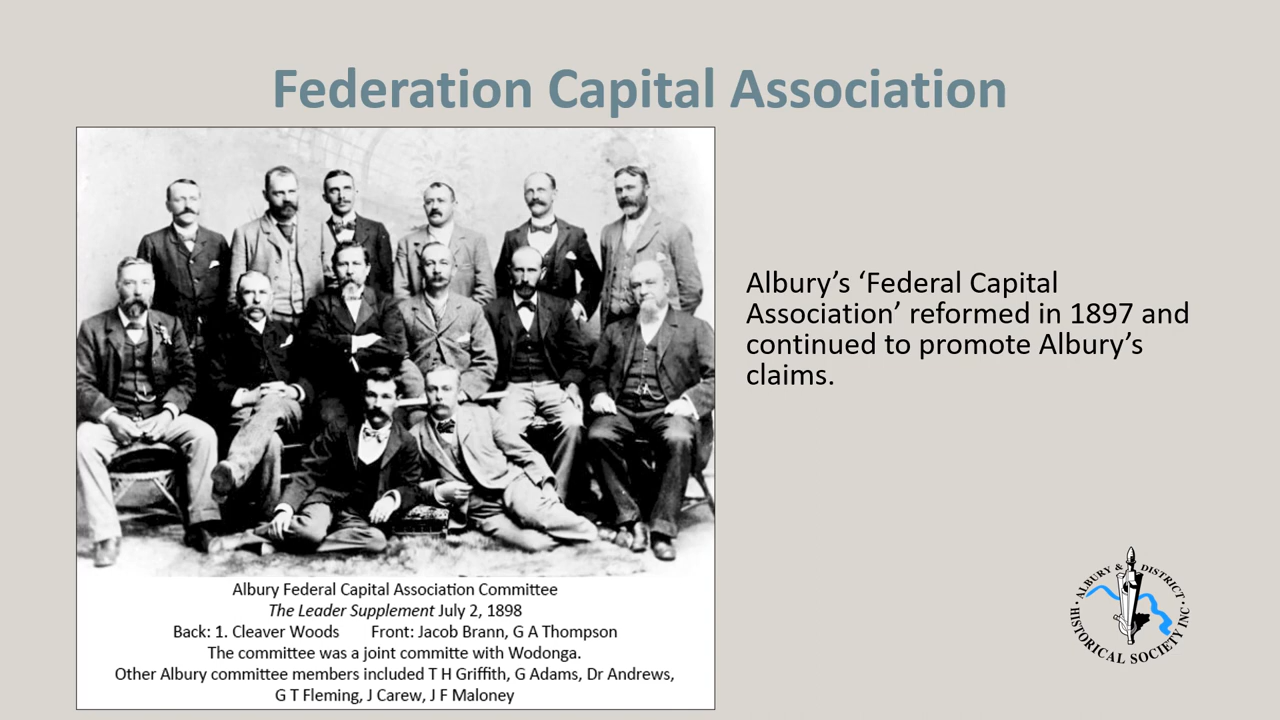 Federation Capital Association
Albury Federal Capital Association Committee
The Leader Supplement July 2, 1898
Back: 1. Cleaver Woods Front: Jacob Brann, G A Thompson
The committee was a joint committe with Wodonga.
Other Albury committee members included T H Griffith, G Adams, Dr Andrews,
G T Fleming, J Carew, J F Maloney
Albury’s ‘Federal Capital
Association’ reformed in 1897 and
continued to promote Albury’s
claims.
ALBURY & DISTRICT
HISTORICAL SOCIETY INC